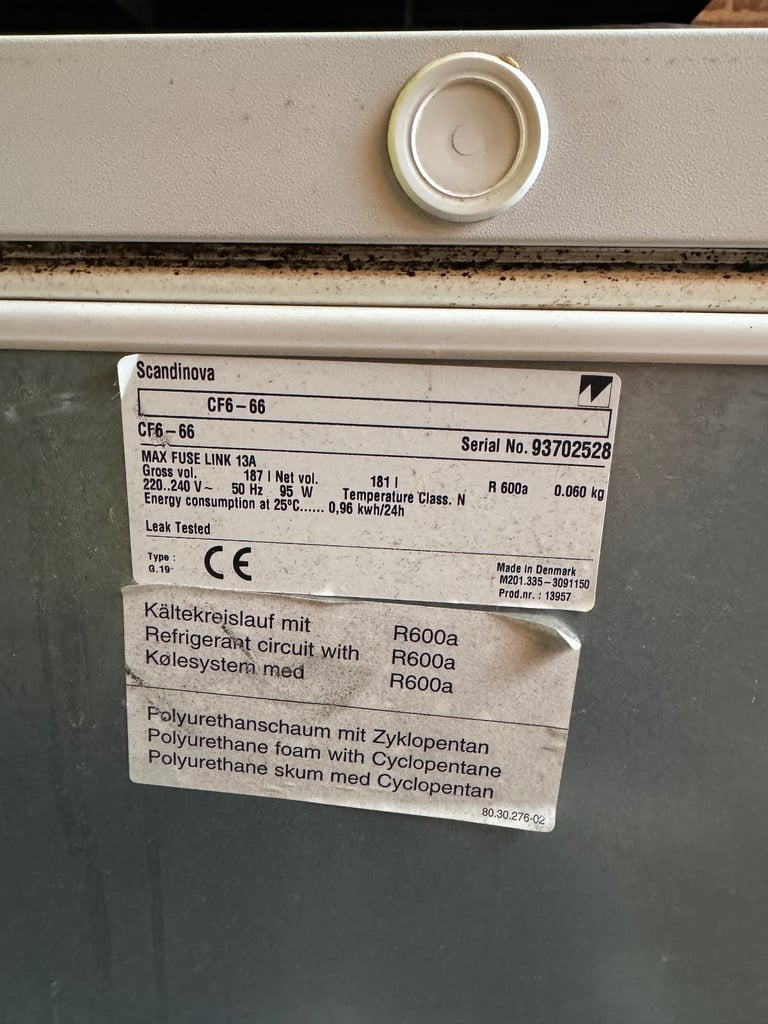 Scandinova
CF6-66
CF6-66
Serial No. 93702528
MAX FUSE LINK 13A
Gross vol. 187 l Net vol. 181 l R 600a 0.060 kg
220..240 V~ 50 Hz 95 W Temperature Class. N
Energy consumption at 25°C...... 0,96 kwh/24h
Leak Tested
Type :
G.19
CE
Made in Denmark
M201.335-3091150
Prod.nr. : 13957
Kältekreislauf mit R600a
Refrigerant circuit with R600a
Kølesystem med R600a
Polyurethanschaum mit Zyklopentan
Polyurethane foam with Cyclopentane
Polyurethane skum med Cyclopentan
80.30.276-02